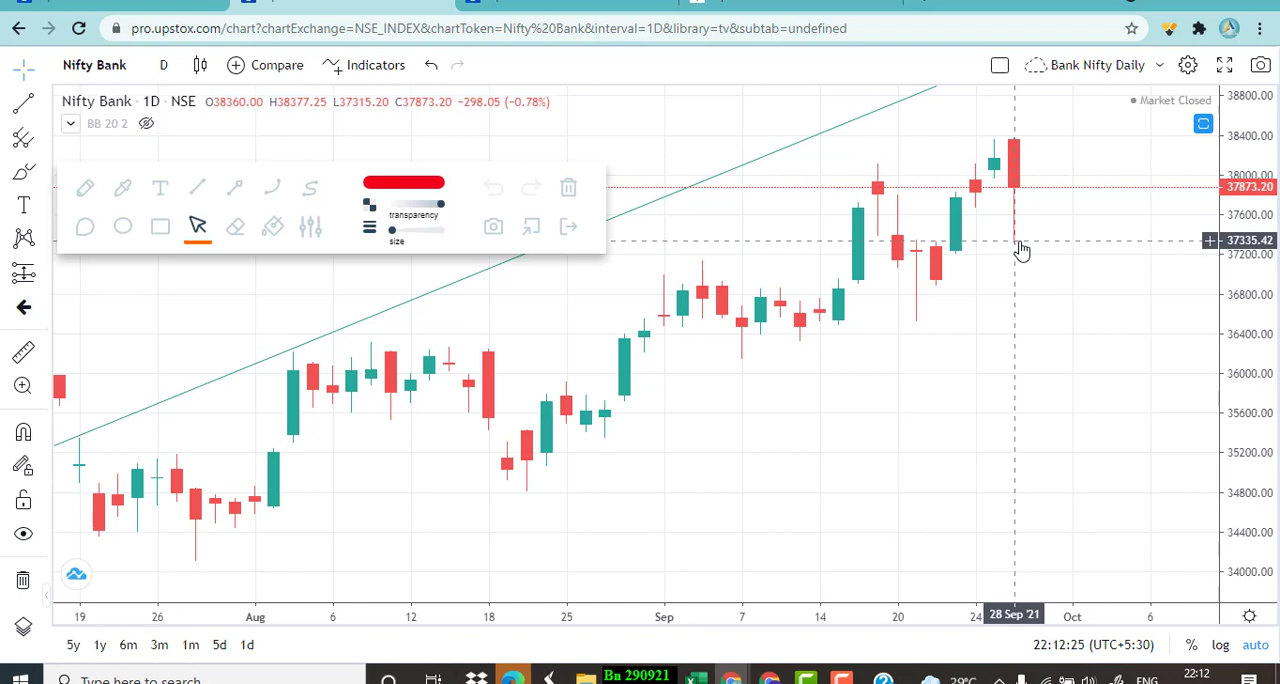 pro.upstox.com/chart?chartExchange=NSE_INDEX&chartToken=Nifty%20Bank&interval=1D&library=tv&subtab=undefined
Nifty Bank D Compare Indicators Bank Nifty Daily
Nifty Bank · 1D · NSE O38360.00 H38377.25 L37315.20 C37873.20 -298.05 (-0.78%)
Market Closed
BB 20 2
transparency
size
38800.00
38400.00
38000.00
37873.20
37600.00
37335.42
37200.00
36800.00
36400.00
36000.00
35600.00
35200.00
34800.00
34400.00
34000.00
19 26 Aug 6 12 18 25 Sep 7 14 20 24 28 Sep '21 Oct 6
5y 1y 6m 3m 1m 5d 1d 22:12:25 (UTC+5:30) % log auto
Type here to search Bn 290921 29°C ENG 22:12